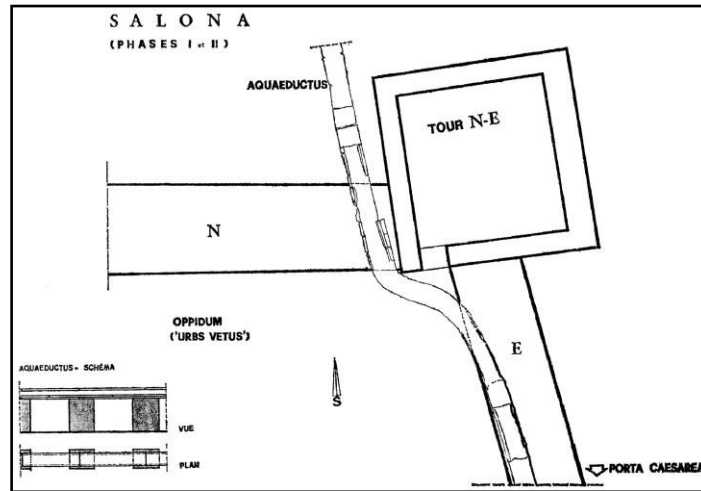 SALONA
(PHASES I et II)
AQUAEDUCTUS
TOUR N-E
N
OPPIDUM
('URBS VETUS')
E
AQUAEDUCTUS - SCHÉMA
S
VUE
PLAN
PORTA CAESAREA